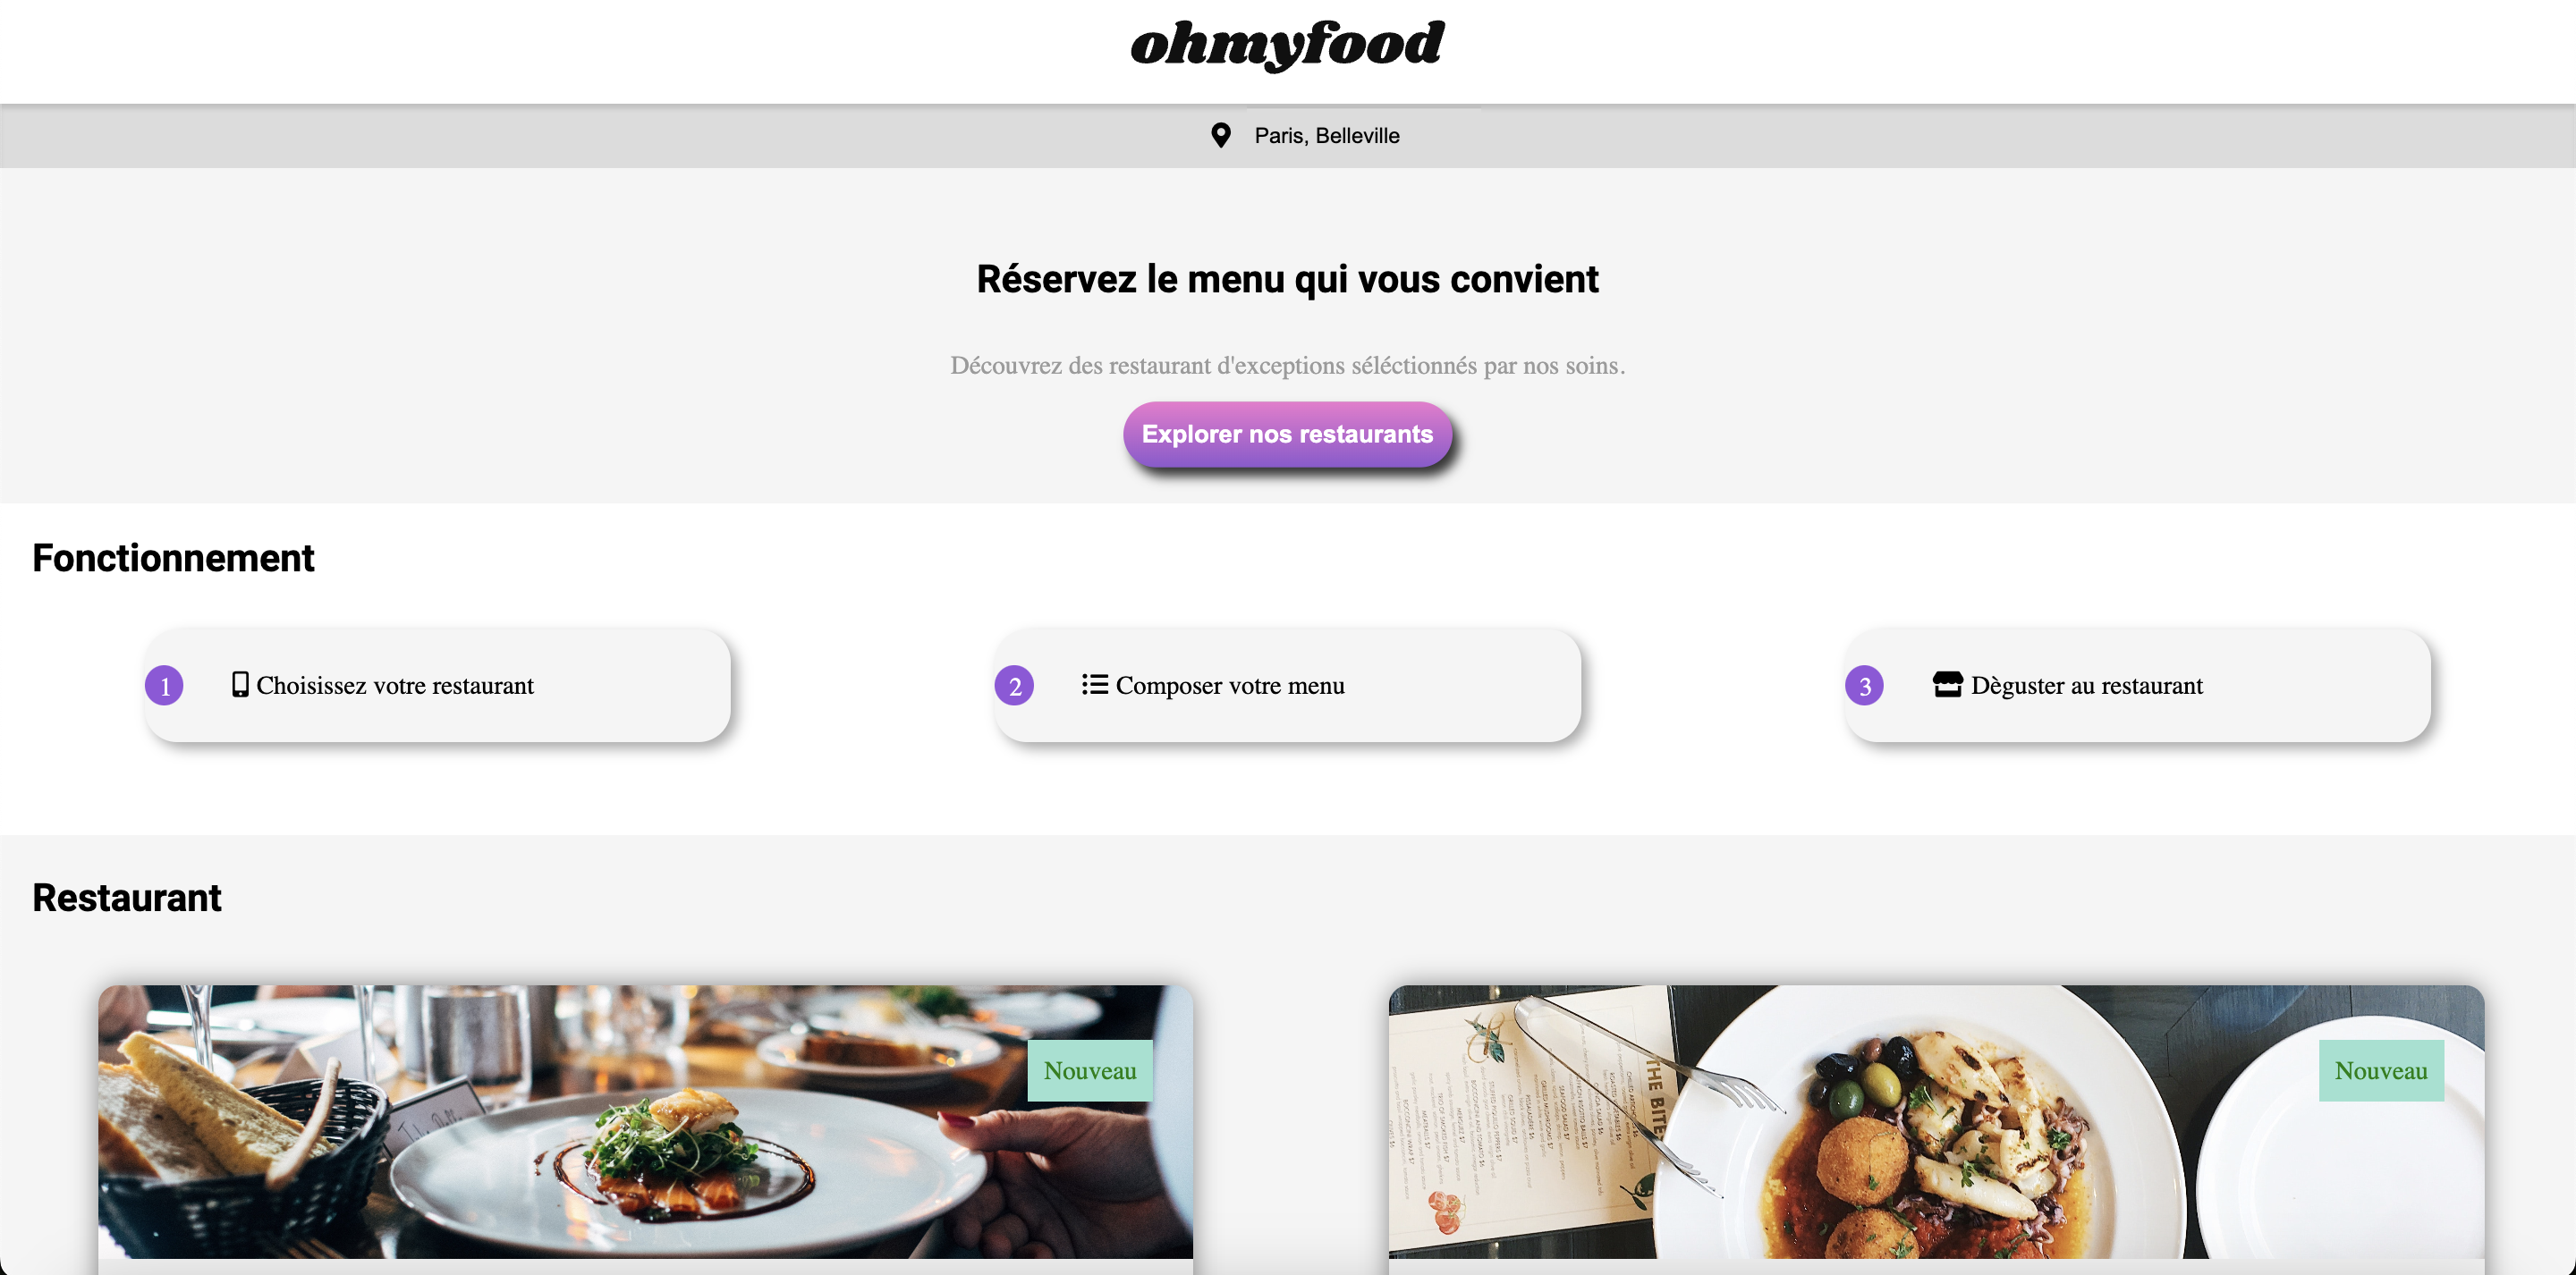 ohmyfood
Paris, Belleville
Réservez le menu qui vous convient
Découvrez des restaurant d'exceptions séléctionnés par nos soins.
Explorer nos restaurants
Fonctionnement
1 Choisissez votre restaurant
2 Composer votre menu
3 Dèguster au restaurant
Restaurant
Nouveau
THE BITE
Nouveau